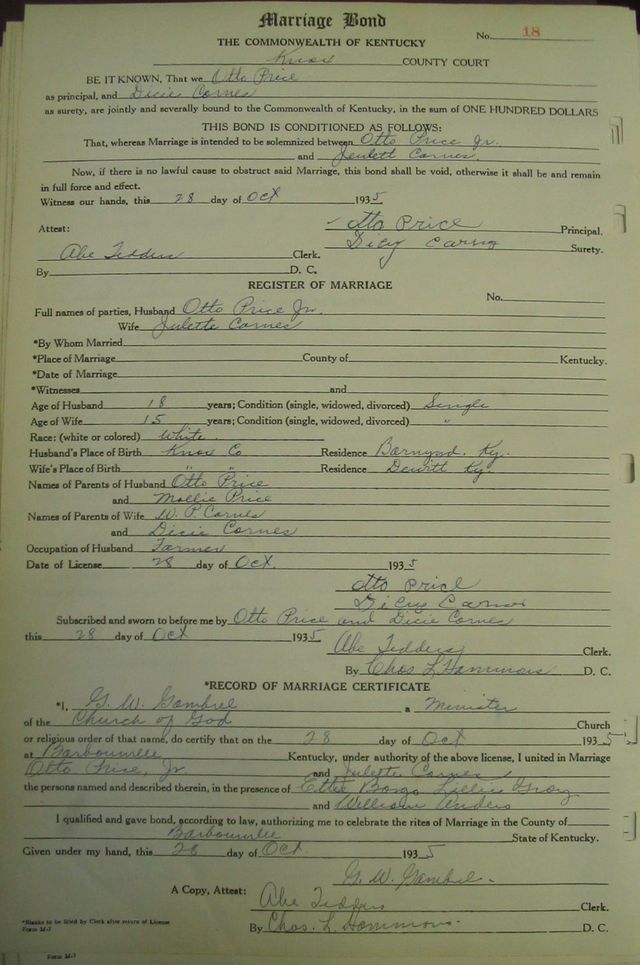 Marriage Bond
No. 18
THE COMMONWEALTH OF KENTUCKY
Knox COUNTY COURT
BE IT KNOWN, That we Otto Price
as principal, and Dicie Carnes
as surety, are jointly and severally bound to the Commonwealth of Kentucky, in the sum of ONE HUNDRED DOLLARS
THIS BOND IS CONDITIONED AS FOLLOWS:
That, whereas Marriage is intended to be solemnized between Otto Price Jr.
and Carnes.
Now, if there is no lawful cause to obstruct said Marriage, this bond shall be void, otherwise it shall be and remain
in full force and effect.
Witness our hands, this 28 day of Oct 1935
Attest: Otto Price Principal.
Abe Tedders Clerk. Surety.
By D. C.
REGISTER OF MARRIAGE
No.
Full names of parties, Husband Otto Price Jr.
Wife Julette Carnes
*By Whom Married
*Place of Marriage County of Kentucky.
*Date of Marriage
*Witnesses and
Age of Husband 18 years; Condition (single, widowed, divorced) Single
Age of Wife 15 years; Condition (single, widowed, divorced) "
Race: (white or colored) White
Husband's Place of Birth Knox Co Residence Barnyard. Ky.
Wife's Place of Birth " " Residence Dewitt Ky.
Names of Parents of Husband Otto Price
and Mollie Price
Names of Parents of Wife W. P. Carnes
and Dicie Carnes
Occupation of Husband Farmer
Date of License 28 day of Oct. 1935
Otto Price
Subscribed and sworn to before me by Otto Price and Dicie Carnes
this 28 day of Oct 1935 Abe Tedders Clerk.
By Chas L Hammons D. C.
*RECORD OF MARRIAGE CERTIFICATE
*I, G. W. Gambrel a Minister
of the Church of God Church
or religious order of that name, do certify that on the 28 day of Oct 1935
at Barbourville Kentucky, under authority of the above license, I united in Marriage
Otto Price, Jr. and Julette Carnes
the persons named and described therein, in the presence of Lillie Gray
and William
I qualified and gave bond, according to law, authorizing me to celebrate the rites of Marriage in the County of
Barbourville State of Kentucky.
Given under my hand, this 28 day of Oct 1935
G. W. Gambrel.
A Copy, Attest: Abe Tedders Clerk.
By Chas. L. Hammons. D. C.
*Blanks to be filled by Clerk after return of License
Form M-7
Form M-7